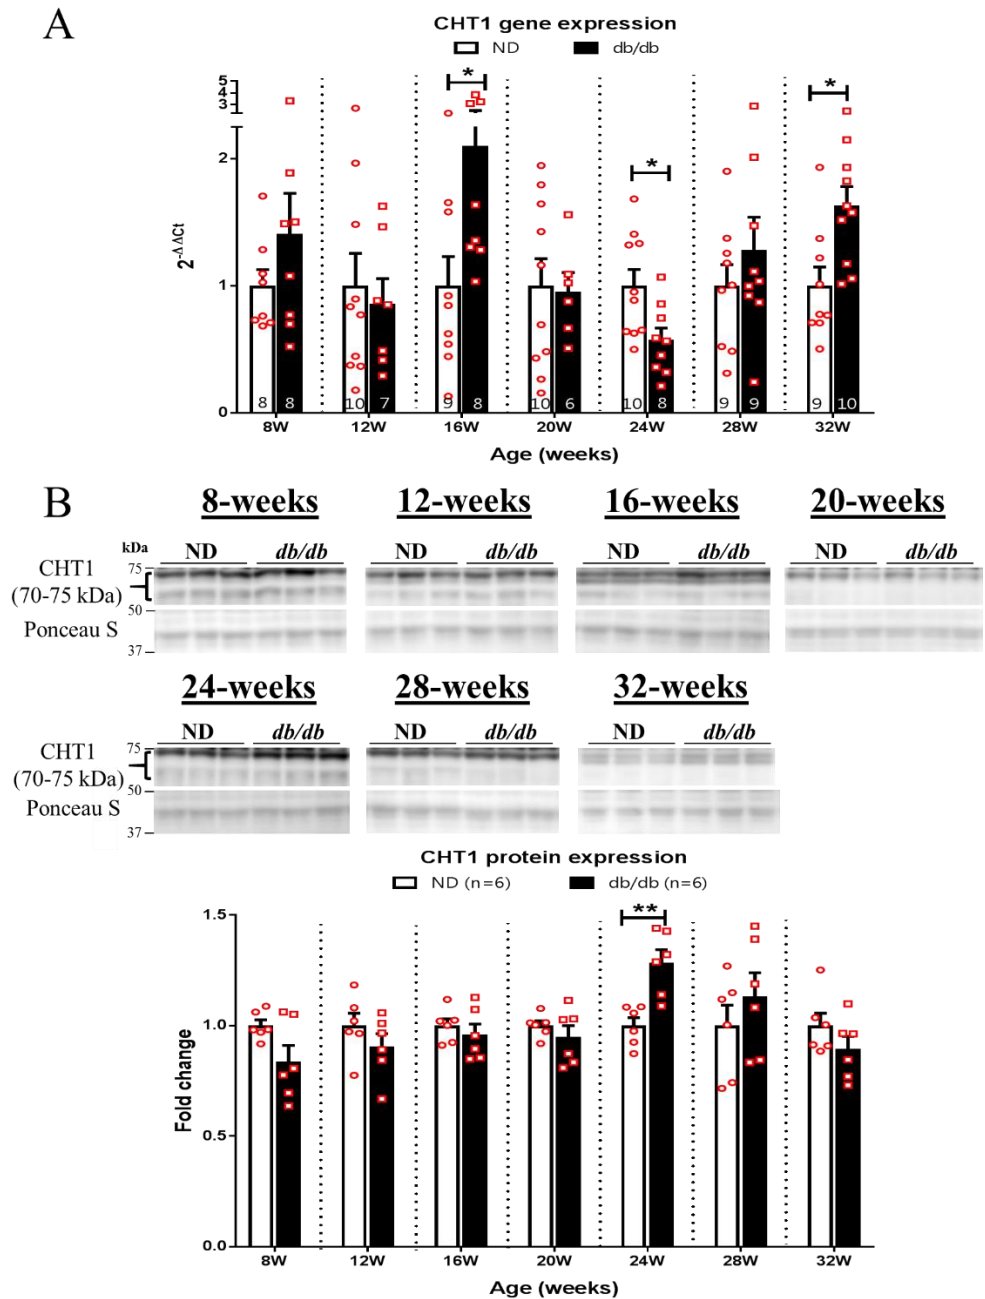 A
CHT1 gene expression
ND db/db
5
4
3
2
1
0
2^-Δ ΔCt
* * *
8 8 10 7 9 8 10 6 10 8 9 9 9 10
8W 12W 16W 20W 24W 28W 32W
Age (weeks)
B
8-weeks 12-weeks 16-weeks 20-weeks
kDa ND db/db ND db/db ND db/db ND db/db
CHT1 75
(70-75 kDa)
50
Ponceau S
37
24-weeks 28-weeks 32-weeks
ND db/db ND db/db ND db/db
CHT1 75
(70-75 kDa)
50
Ponceau S
37
CHT1 protein expression
ND (n=6) db/db (n=6)
**
1.5
1.0
0.5
0.0
Fold change
8W 12W 16W 20W 24W 28W 32W
Age (weeks)